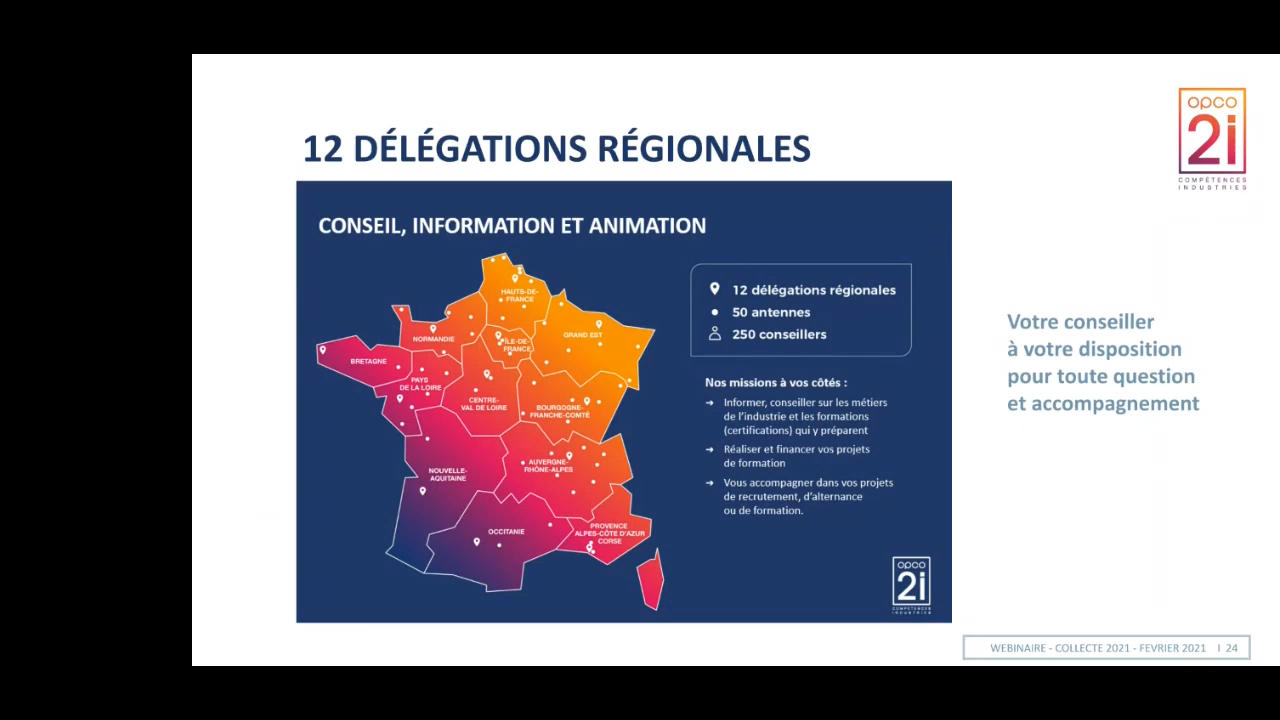 opco
2i
COMPÉTENCES
INDUSTRIES
12 DÉLÉGATIONS RÉGIONALES
CONSEIL, INFORMATION ET ANIMATION
HAUTS-DE-
FRANCE
NORMANDIE
ÎLE-DE-
FRANCE
GRAND EST
BRETAGNE
PAYS
DE LA LOIRE
CENTRE-
VAL DE LOIRE
BOURGOGNE-
FRANCHE-COMTÉ
NOUVELLE-
AQUITAINE
AUVERGNE-
RHÔNE-ALPES
OCCITANIE
PROVENCE
ALPES-CÔTE D'AZUR
CORSE
12 délégations régionales
50 antennes
250 conseillers
Nos missions à vos côtés :
➔ Informer, conseiller sur les métiers
de l'industrie et les formations
(certifications) qui y préparent
➔ Réaliser et financer vos projets
de formation
➔ Vous accompagner dans vos projets
de recrutement, d'alternance
ou de formation.
opco
2i
COMPÉTENCES
INDUSTRIES
Votre conseiller
à votre disposition
pour toute question
et accompagnement
WEBINAIRE - COLLECTE 2021 - FEVRIER 2021 I 24